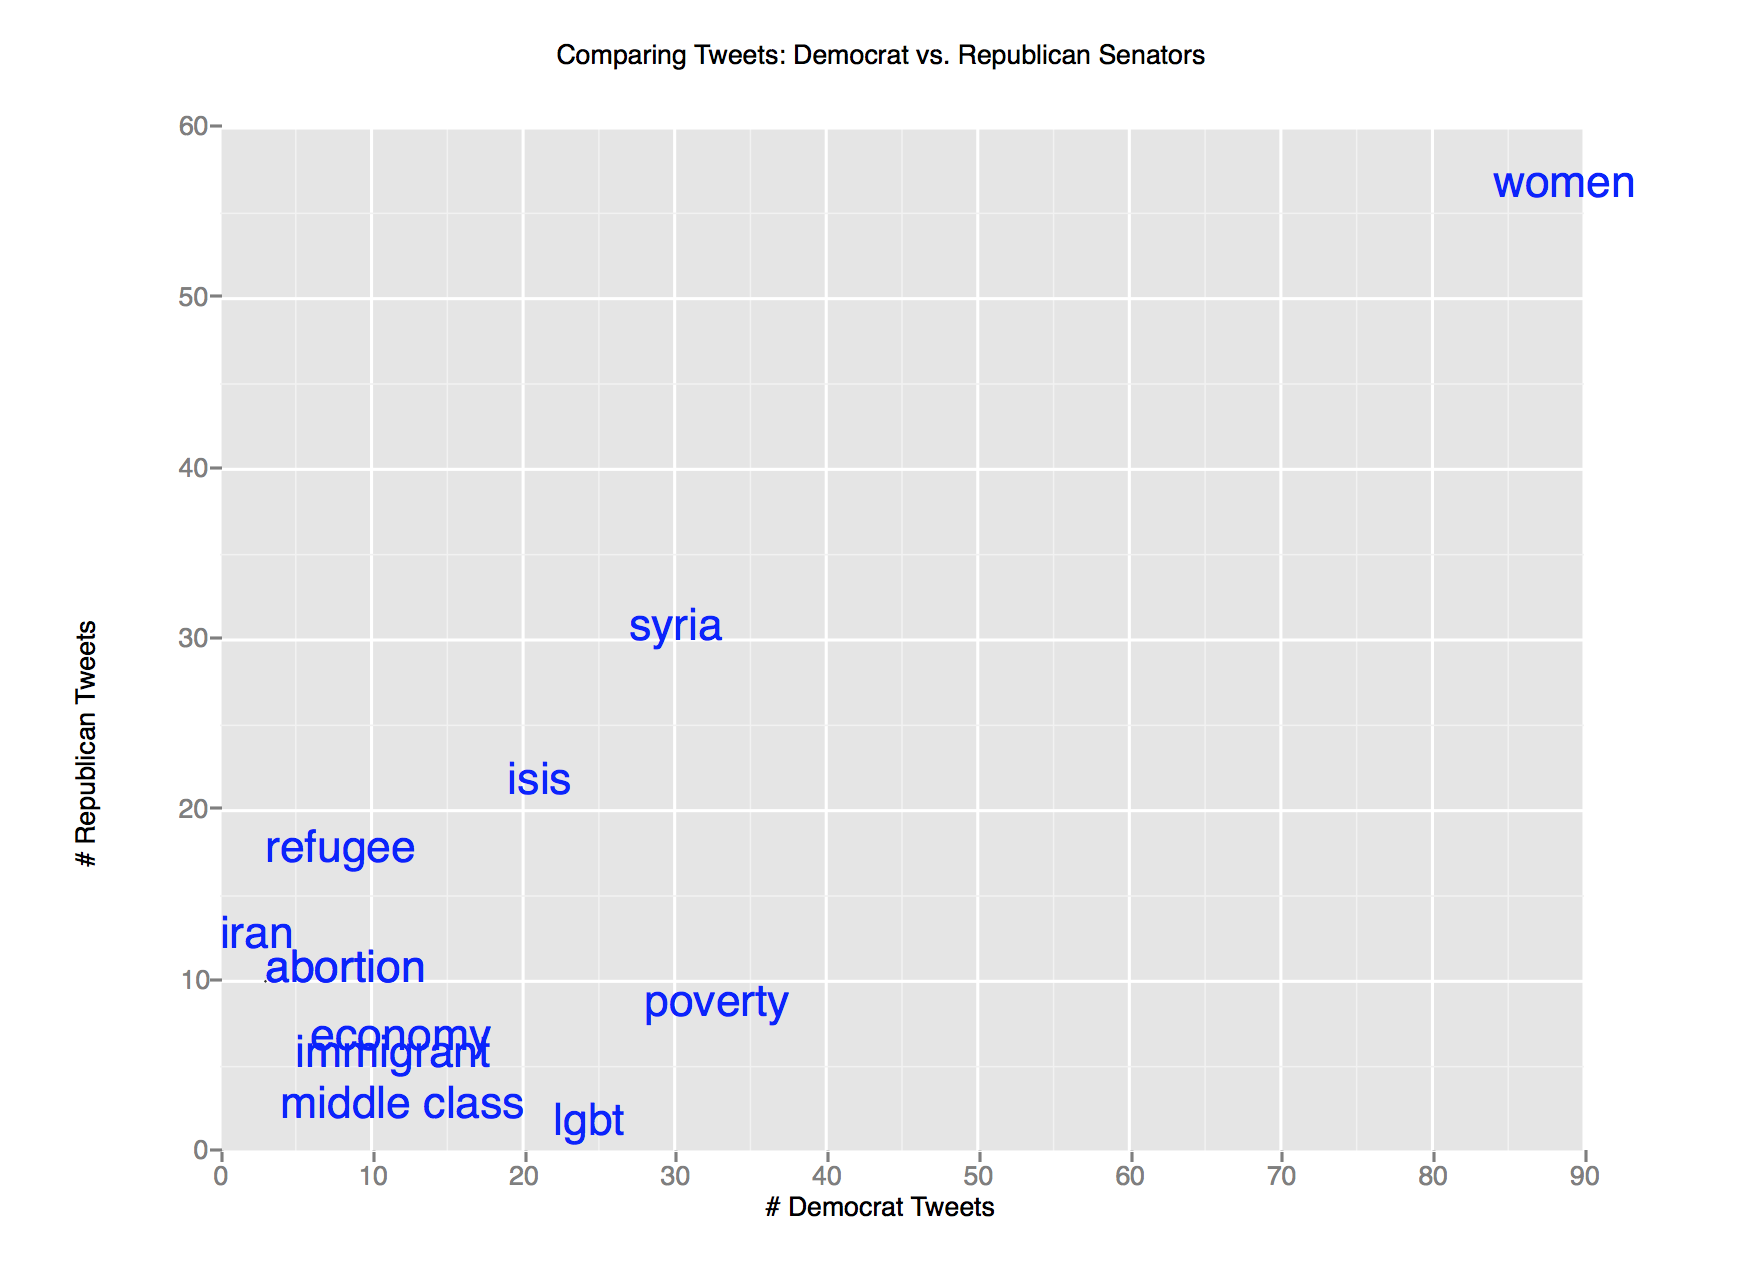 Comparing Tweets: Democrat vs. Republican Senators
60
women
50
40
# Republican Tweets
30
syria
isis
20
refugee
iran
abortion
10
poverty
economy
immigrant
middle class
lgbt
0
0 10 20 30 40 50 60 70 80 90
# Democrat Tweets